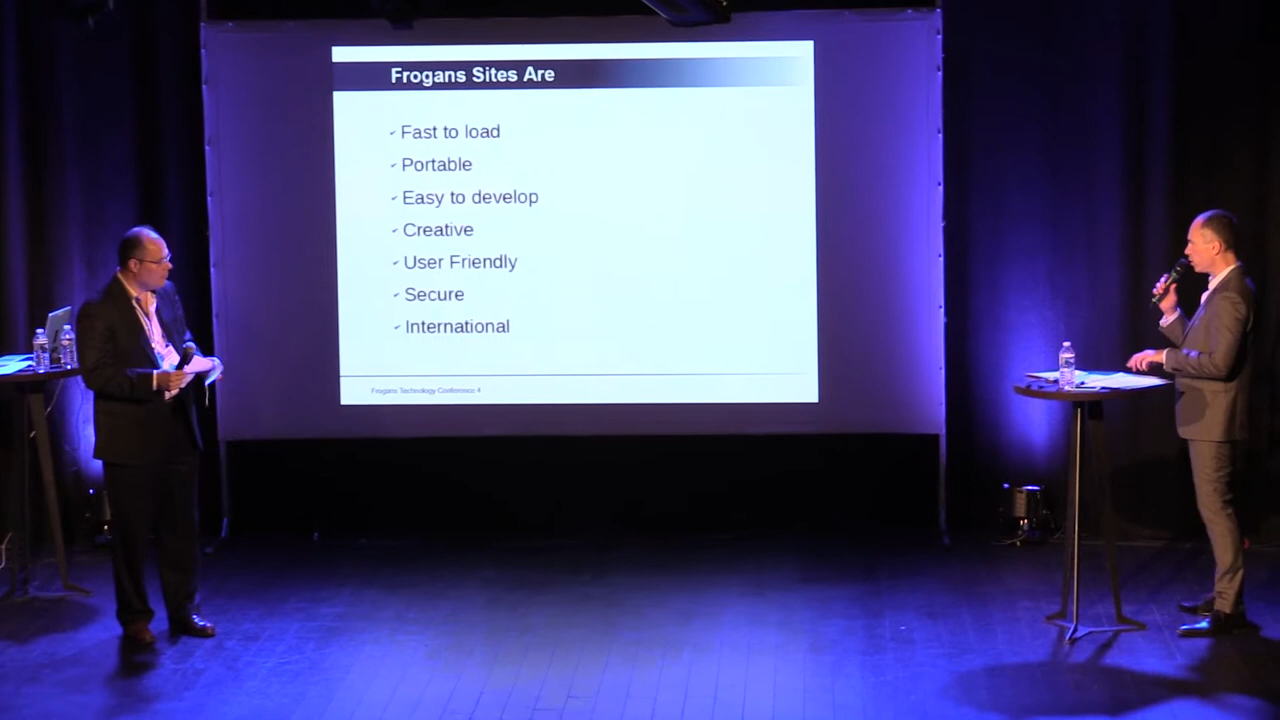 Frogans Sites Are
Fast to load
Portable
Easy to develop
Creative
User Friendly
Secure
International
Frogans Technology Conference 4